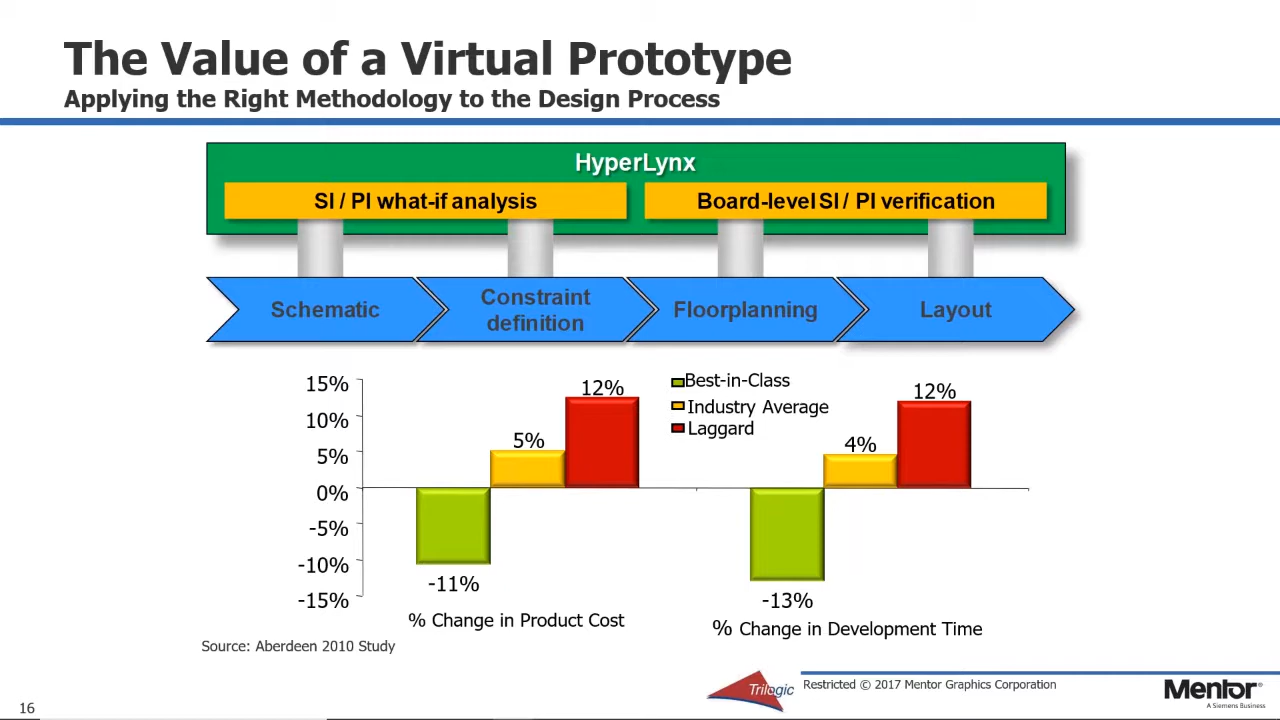 The Value of a Virtual Prototype
Applying the Right Methodology to the Design Process
HyperLynx
SI / PI what-if analysis
Board-level SI / PI verification
Schematic
Constraint
definition
Floorplanning
Layout
15%
10%
5%
0%
-5%
-10%
-15%
12%
5%
-11%
% Change in Product Cost
Best-in-Class
Industry Average
Laggard
12%
4%
-13%
% Change in Development Time
Source: Aberdeen 2010 Study
Trilogic
Restricted © 2017 Mentor Graphics Corporation
Mentor®
A Siemens Business
16